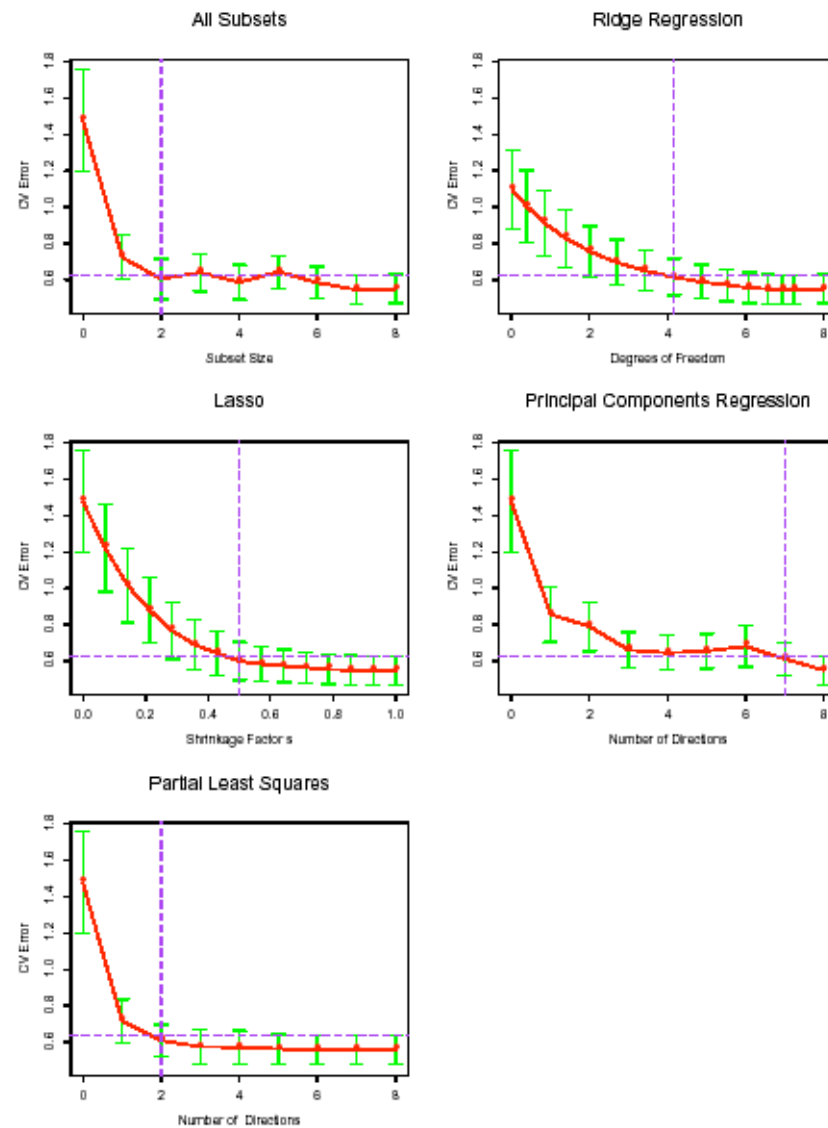 All Subsets
CV Error
1.8
1.6
1.4
1.2
1.0
0.8
0.6
0 2 4 6 8
Subset Size
Ridge Regression
CV Error
1.8
1.6
1.4
1.2
1.0
0.8
0.6
0 2 4 6 8
Degrees of Freedom
Lasso
CV Error
1.8
1.6
1.4
1.2
1.0
0.8
0.6
0.0 0.2 0.4 0.6 0.8 1.0
Shrinkage Factors
Principal Components Regression
CV Error
1.8
1.6
1.4
1.2
1.0
0.8
0.6
0 2 4 6 8
Number of Directions
Partial Least Squares
CV Error
1.8
1.6
1.4
1.2
1.0
0.8
0.6
0 2 4 6 8
Number of Directions